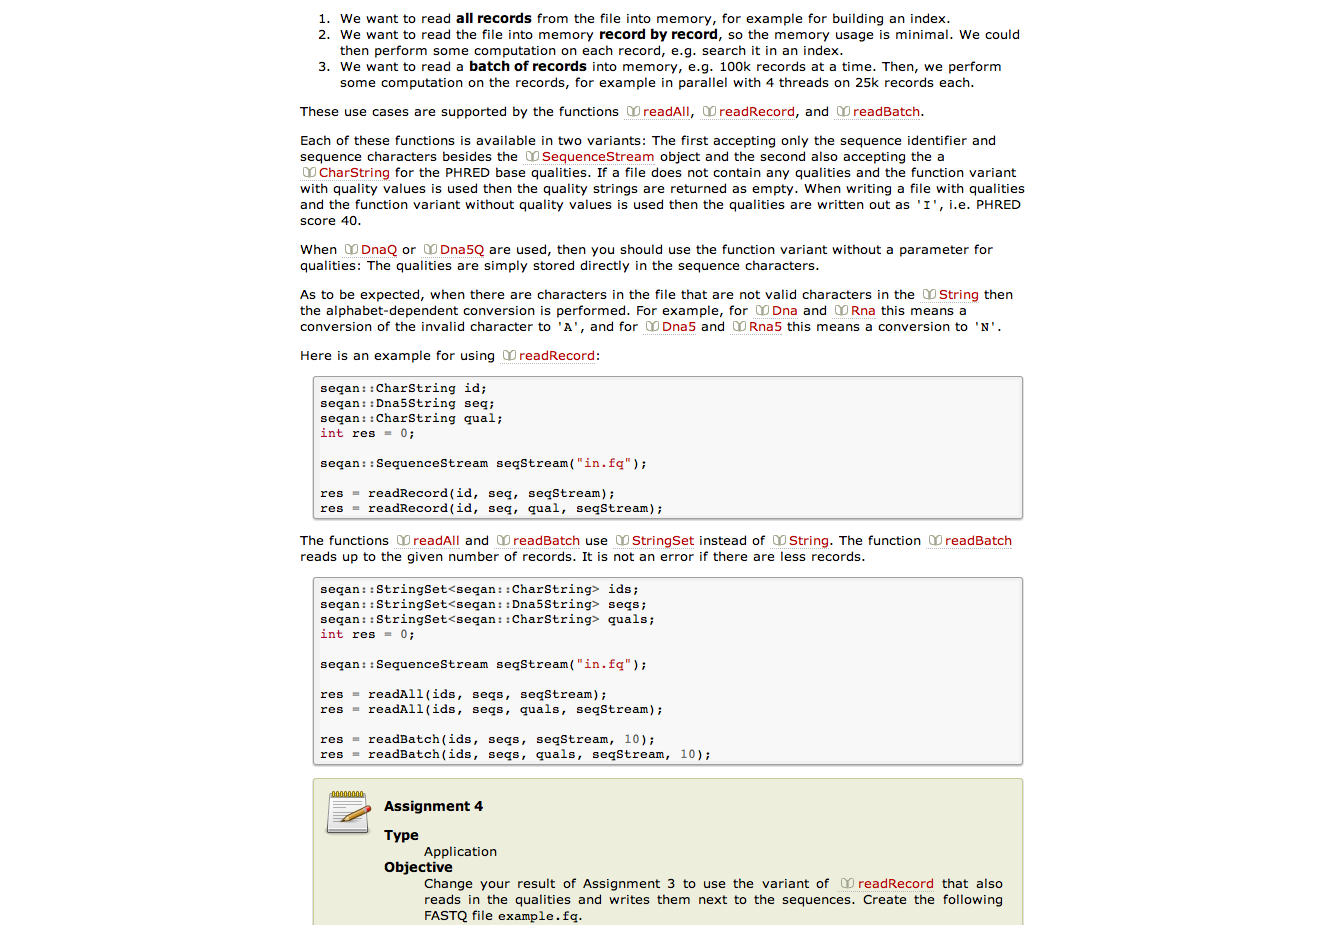 1. We want to read all records from the file into memory, for example for building an index.
2. We want to read the file into memory record by record, so the memory usage is minimal. We could
then perform some computation on each record, e.g. search it in an index.
3. We want to read a batch of records into memory, e.g. 100k records at a time. Then, we perform
some computation on the records, for example in parallel with 4 threads on 25k records each.
These use cases are supported by the functions readAll, readRecord, and readBatch.
Each of these functions is available in two variants: The first accepting only the sequence identifier and
sequence characters besides the SequenceStream object and the second also accepting the a
CharString for the PHRED base qualities. If a file does not contain any qualities and the function variant
with quality values is used then the quality strings are returned as empty. When writing a file with qualities
and the function variant without quality values is used then the qualities are written out as 'I', i.e. PHRED
score 40.
When DnaQ or Dna5Q are used, then you should use the function variant without a parameter for
qualities: The qualities are simply stored directly in the sequence characters.
As to be expected, when there are characters in the file that are not valid characters in the String then
the alphabet-dependent conversion is performed. For example, for Dna and Rna this means a
conversion of the invalid character to 'A', and for Dna5 and Rna5 this means a conversion to 'N'.
Here is an example for using readRecord:
seqan::CharString id;
seqan::Dna5String seq;
seqan::CharString qual;
int res = 0;
seqan::SequenceStream seqStream("in.fq");
res = readRecord(id, seq, seqStream);
res = readRecord(id, seq, qual, seqStream);
The functions readAll and readBatch use StringSet instead of String. The function readBatch
reads up to the given number of records. It is not an error if there are less records.
seqan::StringSet<seqan::CharString> ids;
seqan::StringSet<seqan::Dna5String> seqs;
seqan::StringSet<seqan::CharString> quals;
int res = 0;
seqan::SequenceStream seqStream("in.fq");
res = readAll(ids, seqs, seqStream);
res = readAll(ids, seqs, quals, seqStream);
res = readBatch(ids, seqs, seqStream, 10);
res = readBatch(ids, seqs, quals, seqStream, 10);
Assignment 4
Type
Application
Objective
Change your result of Assignment 3 to use the variant of readRecord that also
reads in the qualities and writes them next to the sequences. Create the following
FASTQ file example.fq.